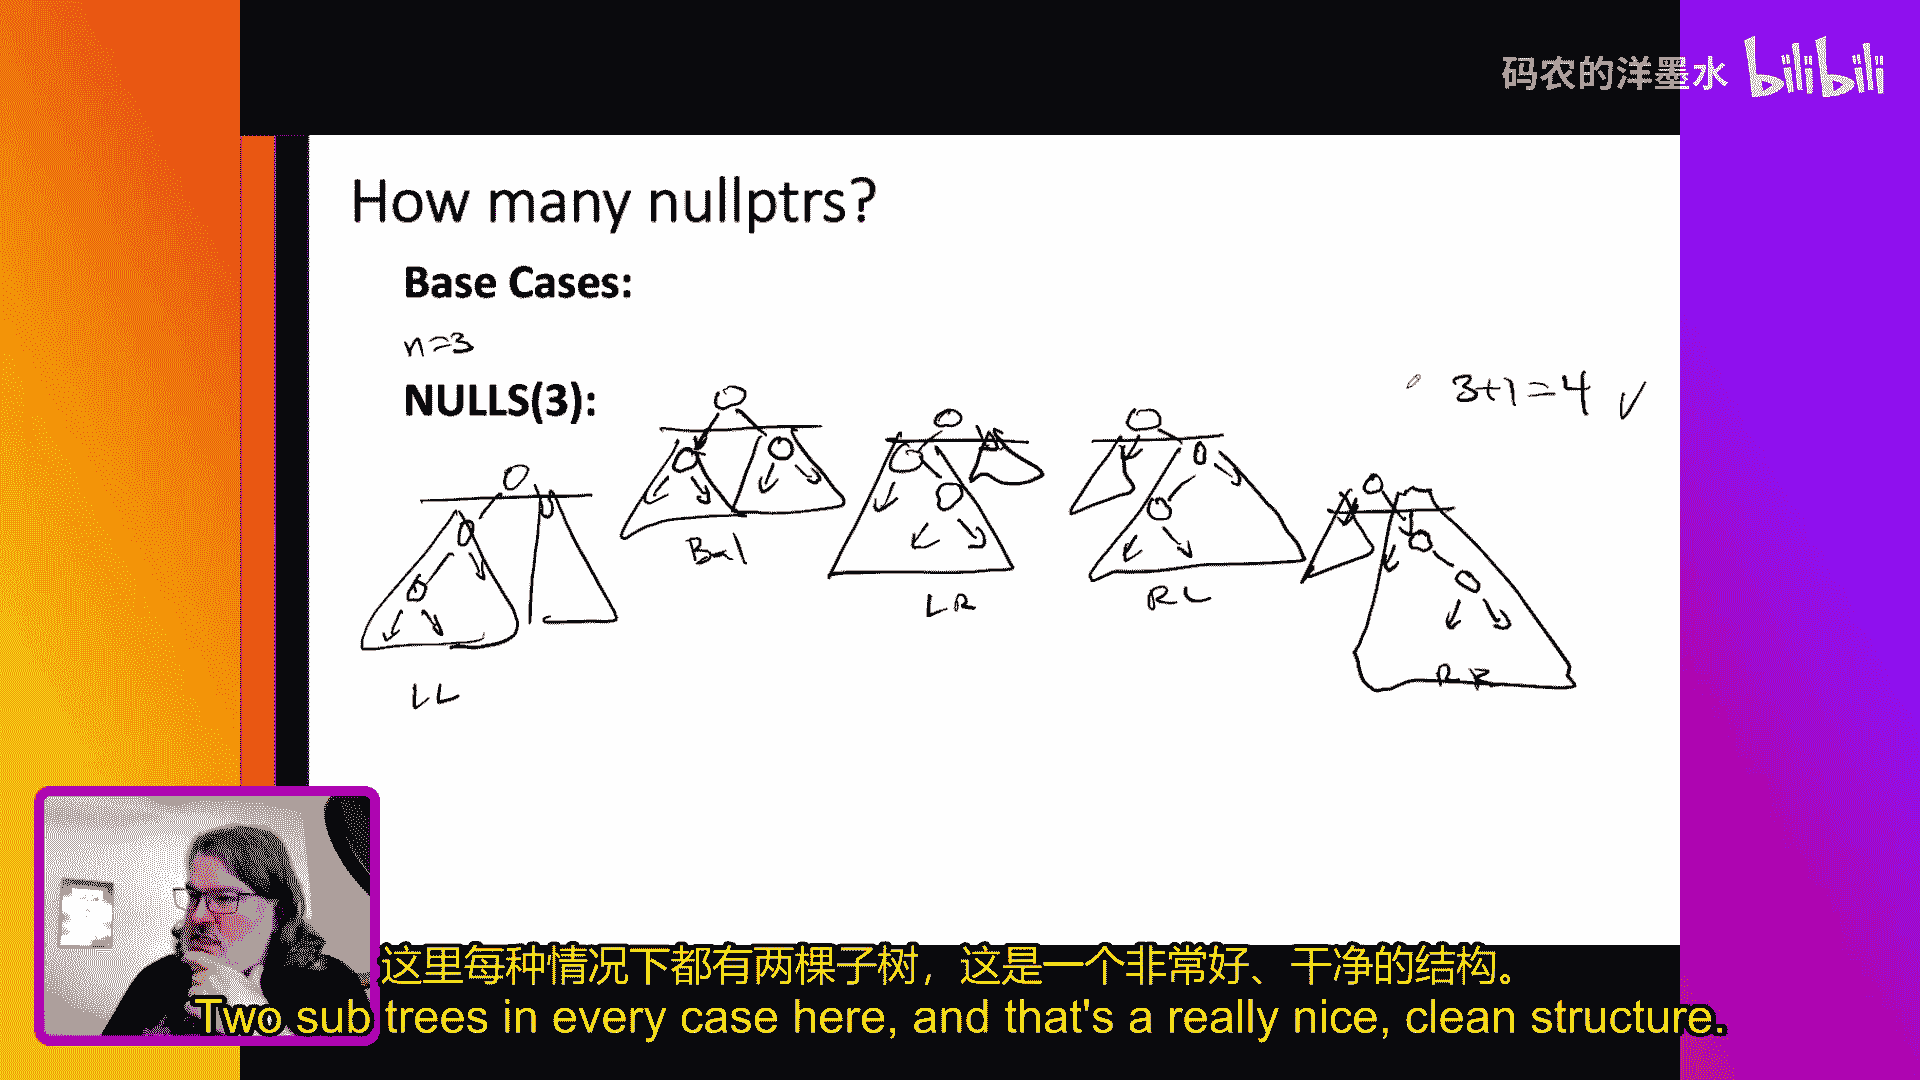 码农的洋墨水 bilibili
How many nullptrs?
Base Cases:
n=3
NULLS(3):
3+1=4 ✓
LL
Bal
LR
RL
RR
这里每种情况下都有两棵子树，这是一个非常好、干净的结构。
Two sub trees in every case here, and that's a really nice, clean structure.